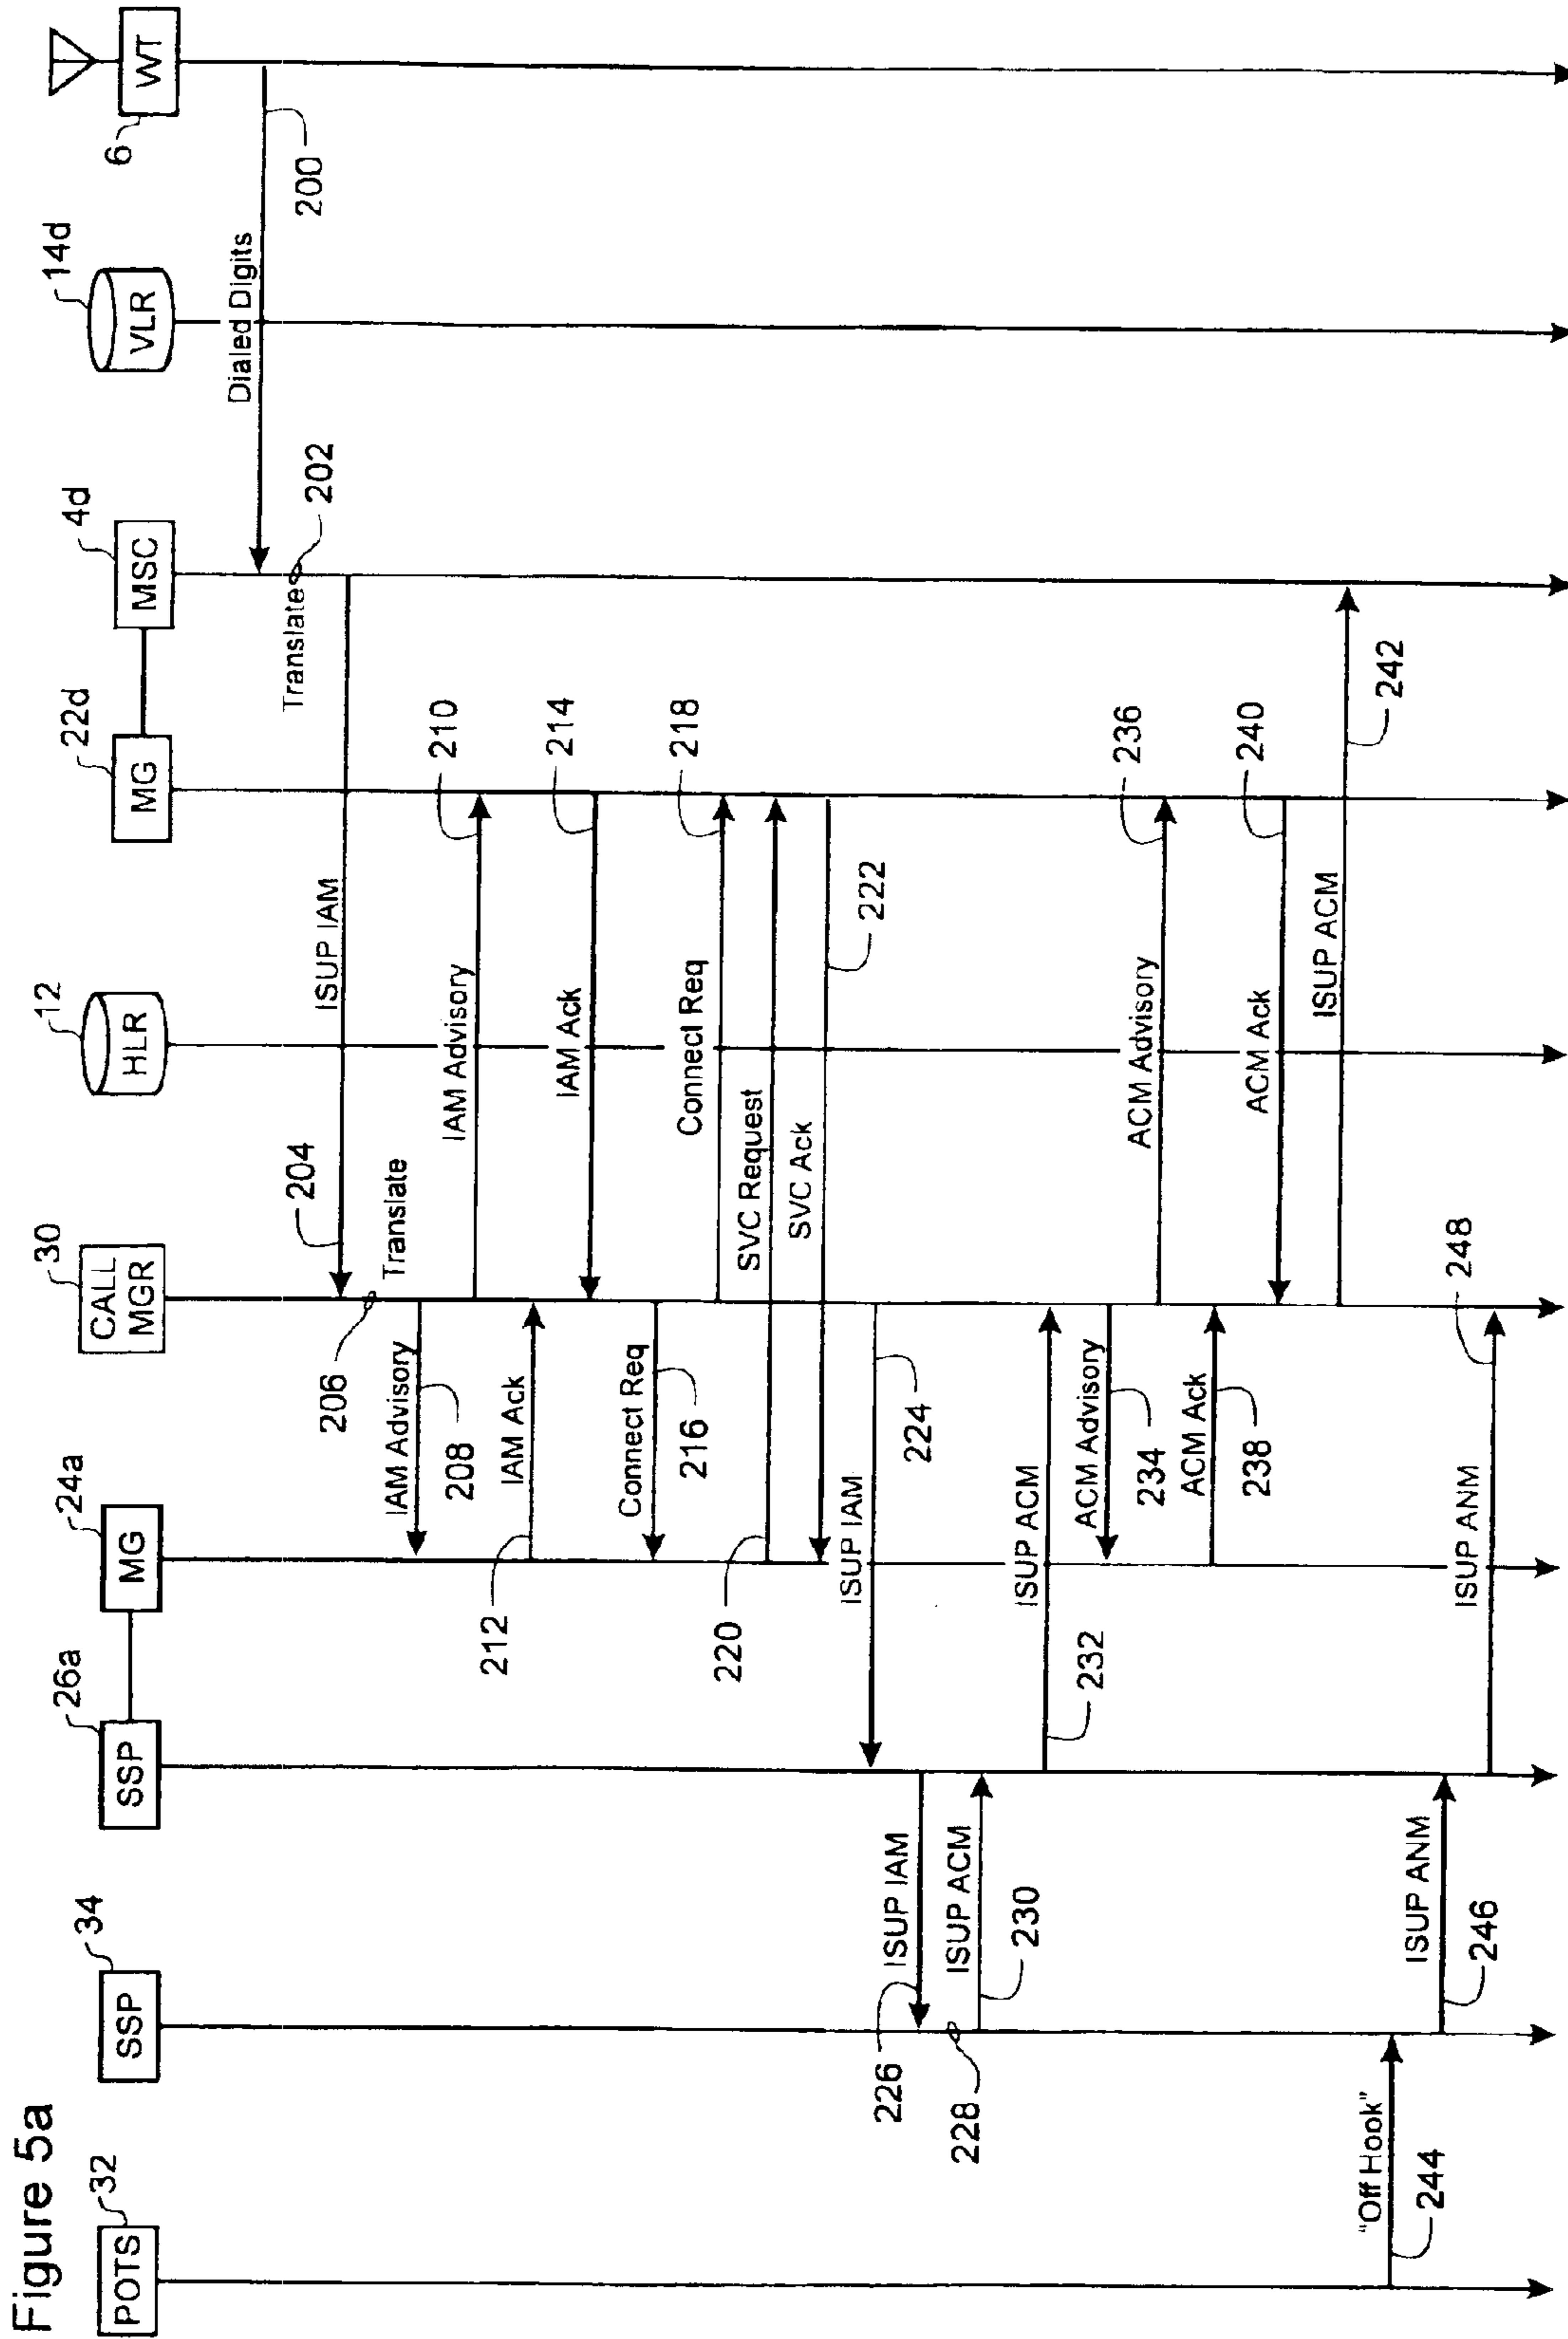 Figure 5a
POTS
32
SSP
34
SSP
26a
MG
24a
CALL
MGR
30
HLR
12
MG
22d
MSC
4d
VLR
14d
WT
6
Dialed Digits
200
Translate
202
ISUP IAM
204
Translate
206
IAM Advisory
208
IAM Advisory
210
IAM Ack
212
IAM Ack
214
Connect Req
216
Connect Req
218
SVC Request
220
SVC Ack
222
ISUP IAM
224
ISUP IAM
226
228
ISUP ACM
230
ISUP ACM
232
ACM Advisory
234
ACM Advisory
236
ACM Ack
238
ACM Ack
240
ISUP ACM
242
"Off Hook"
244
ISUP ANM
246
ISUP ANM
248